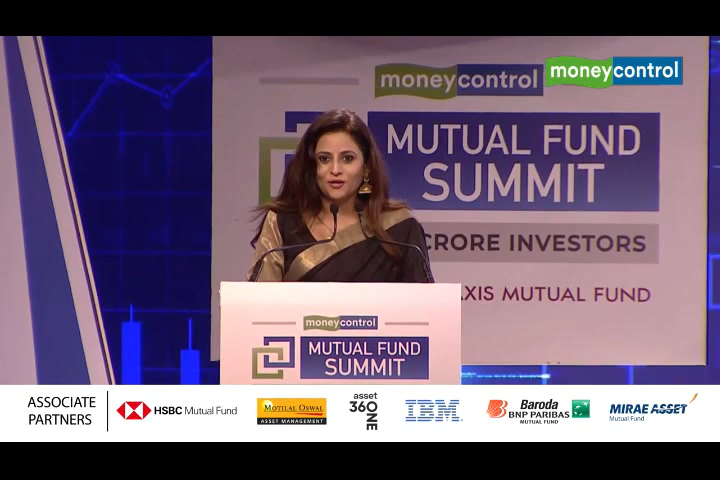 moneycontrol
moneycontrol
MUTUAL FUND
SUMMIT
CRORE INVESTORS
AXIS MUTUAL FUND
moneycontrol
MUTUAL FUND
SUMMIT
ASSOCIATE
PARTNERS
HSBC Mutual Fund
MOTILAL OSWAL
ASSET MANAGEMENT
asset
360
ONE
IBM
Baroda
BNP PARIBAS
MUTUAL FUND
MIRAE ASSET
Mutual Fund